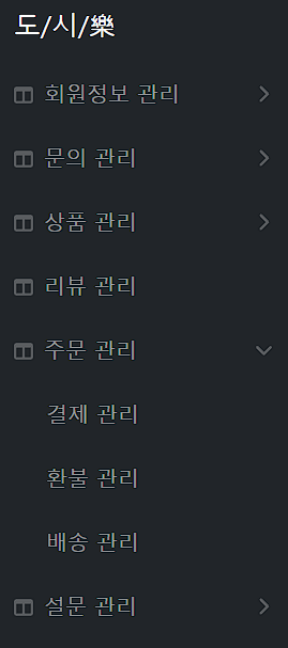 도/시/樂
회원정보 관리
문의 관리
상품 관리
리뷰 관리
주문 관리
결제 관리
환불 관리
배송 관리
설문 관리